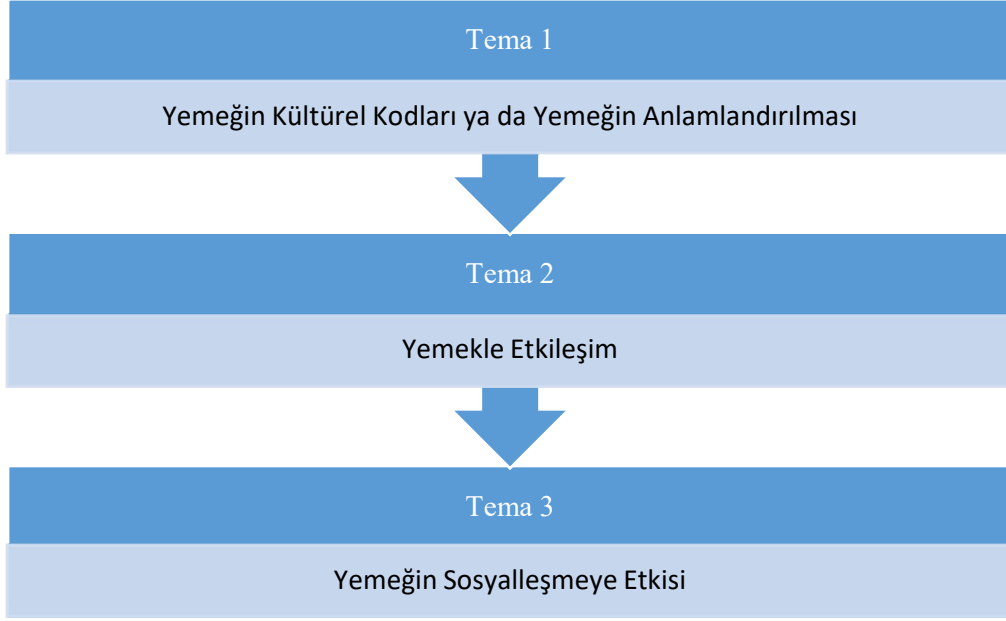 Tema 1
Yemeğin Kültürel Kodları ya da Yemeğin Anlamlandırılması
Tema 2
Yemekle Etkileşim
Tema 3
Yemeğin Sosyalleşmeye Etkisi